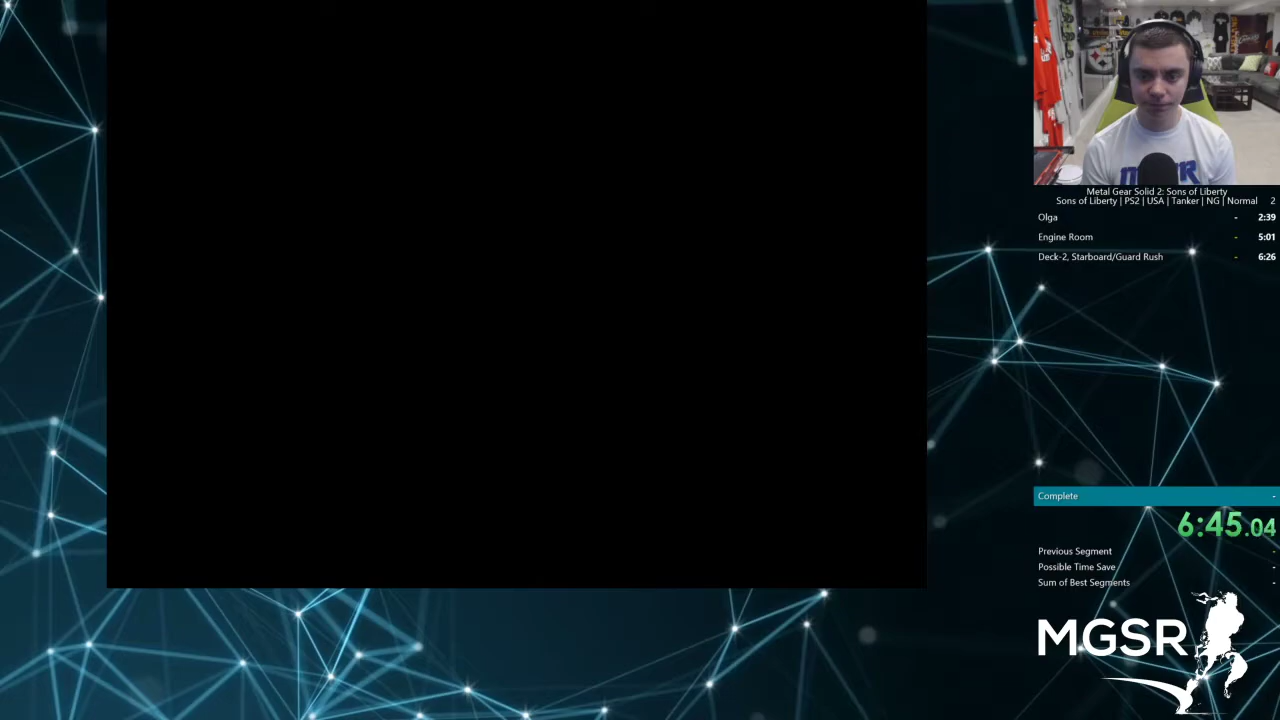 Metal Gear Solid 2: Sons of Liberty
Sons of Liberty | PS2 | USA | Tanker | NG | Normal 2
Olga - 2:39
Engine Room - 5:01
Deck-2, Starboard/Guard Rush - 6:26
Complete -
6:45.04
Previous Segment -
Possible Time Save -
Sum of Best Segments -
MGSR